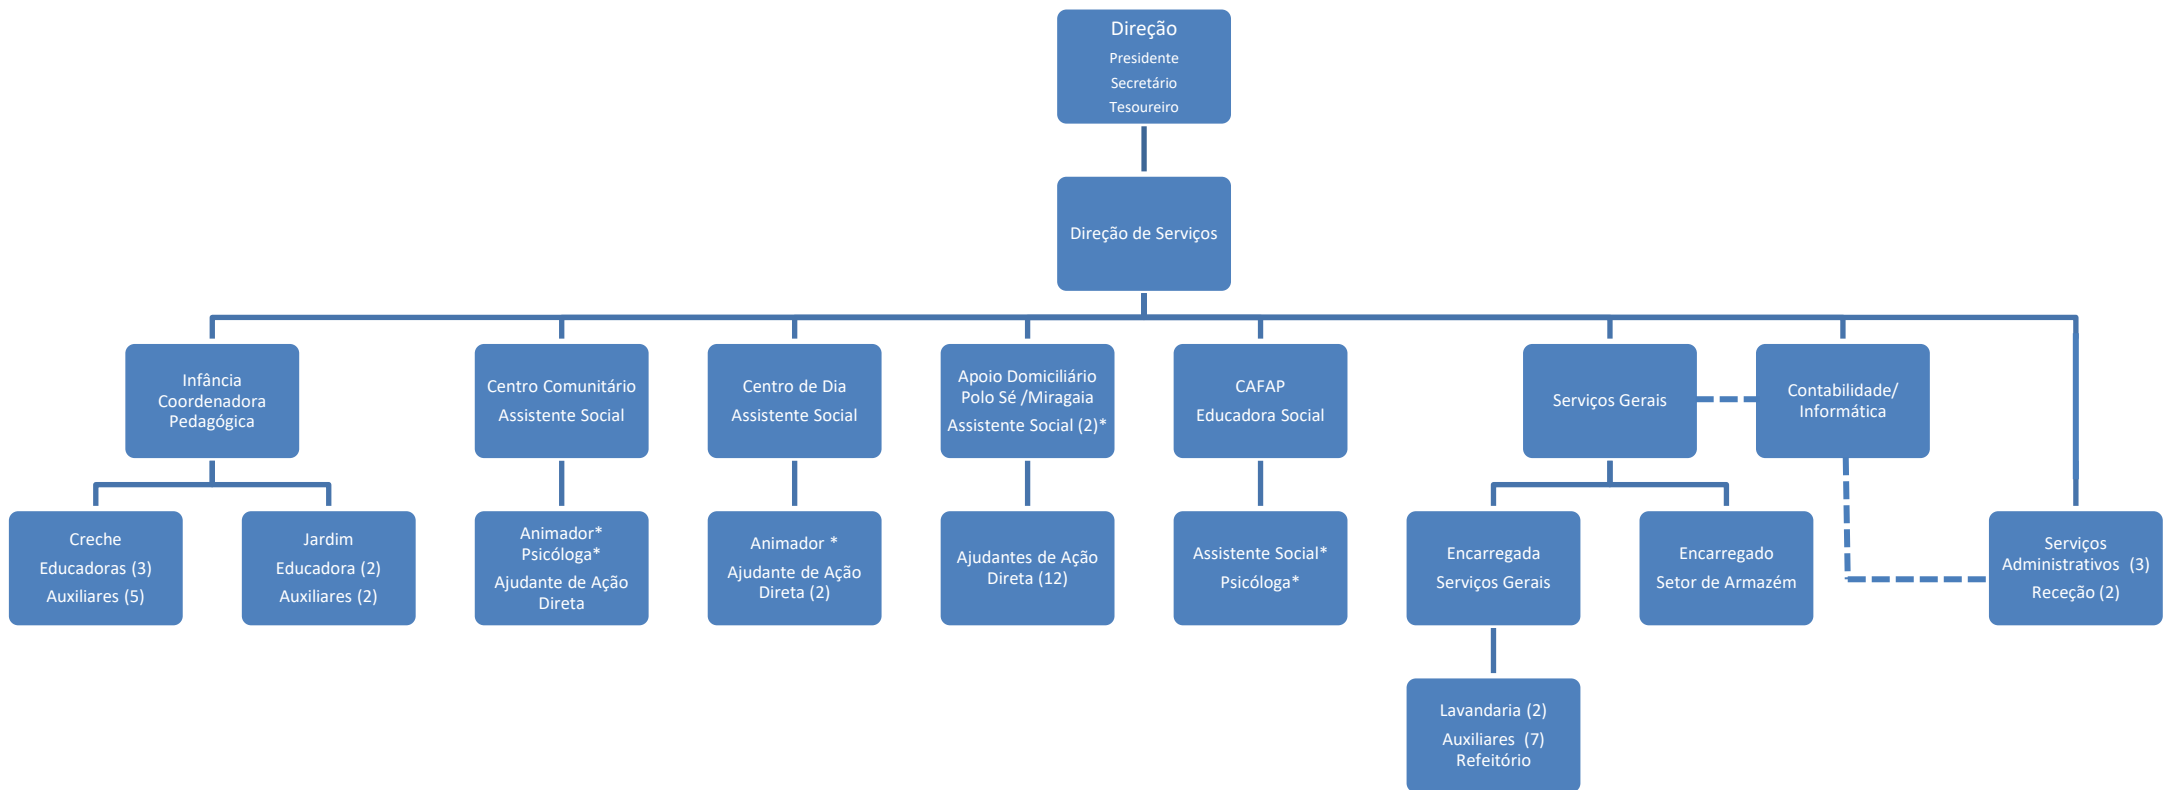 Direção
Presidente
Secretário
Tesoureiro
Direção de Serviços
Infância
Coordenadora
Pedagógica
Centro Comunitário
Assistente Social
Centro de Dia
Assistente Social
Apoio Domiciliário
Polo Sé /Miragaia
Assistente Social (2)*
CAFAP
Educadora Social
Serviços Gerais
Contabilidade/
Informática
Creche
Educadoras (3)
Auxiliares (5)
Jardim
Educadora (2)
Auxiliares (2)
Animador*
Psicóloga*
Ajudante de Ação
Direta
Animador *
Ajudante de Ação
Direta (2)
Ajudantes de Ação
Direta (12)
Assistente Social*
Psicóloga*
Encarregada
Serviços Gerais
Encarregado
Setor de Armazém
Serviços
Administrativos  (3)
Receção (2)
Lavandaria (2)
Auxiliares  (7)
Refeitório